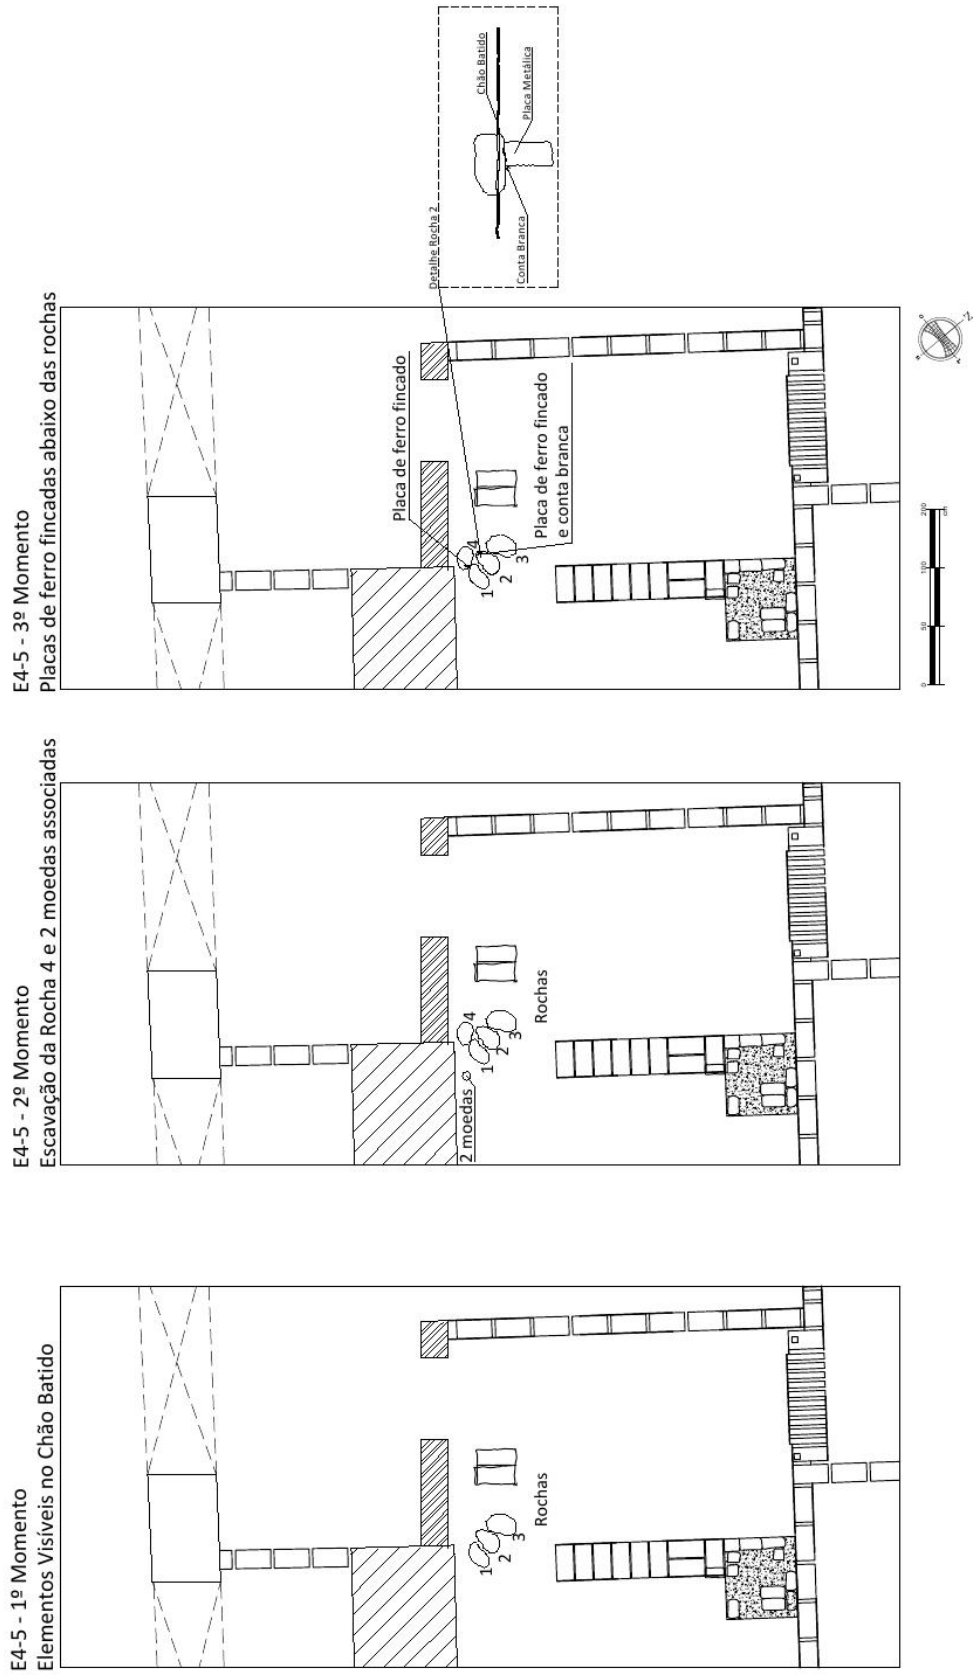 E4-5 - 1º Momento
Elementos Visíveis no Chão Batido
1
2
3
Rochas
E4-5 - 2º Momento
Escavação da Rocha 4 e 2 moedas associadas
2 moedas
1
2
3
4
Rochas
E4-5 - 3º Momento
Placas de ferro fincadas abaixo das rochas
Placa de ferro fincado
1
2
3
4
Placa de ferro fincado
e conta branca
Detalhe Rocha 2
Conta Branca
Chão Batido
Placa Metálica
0
50
100
200
cm
N